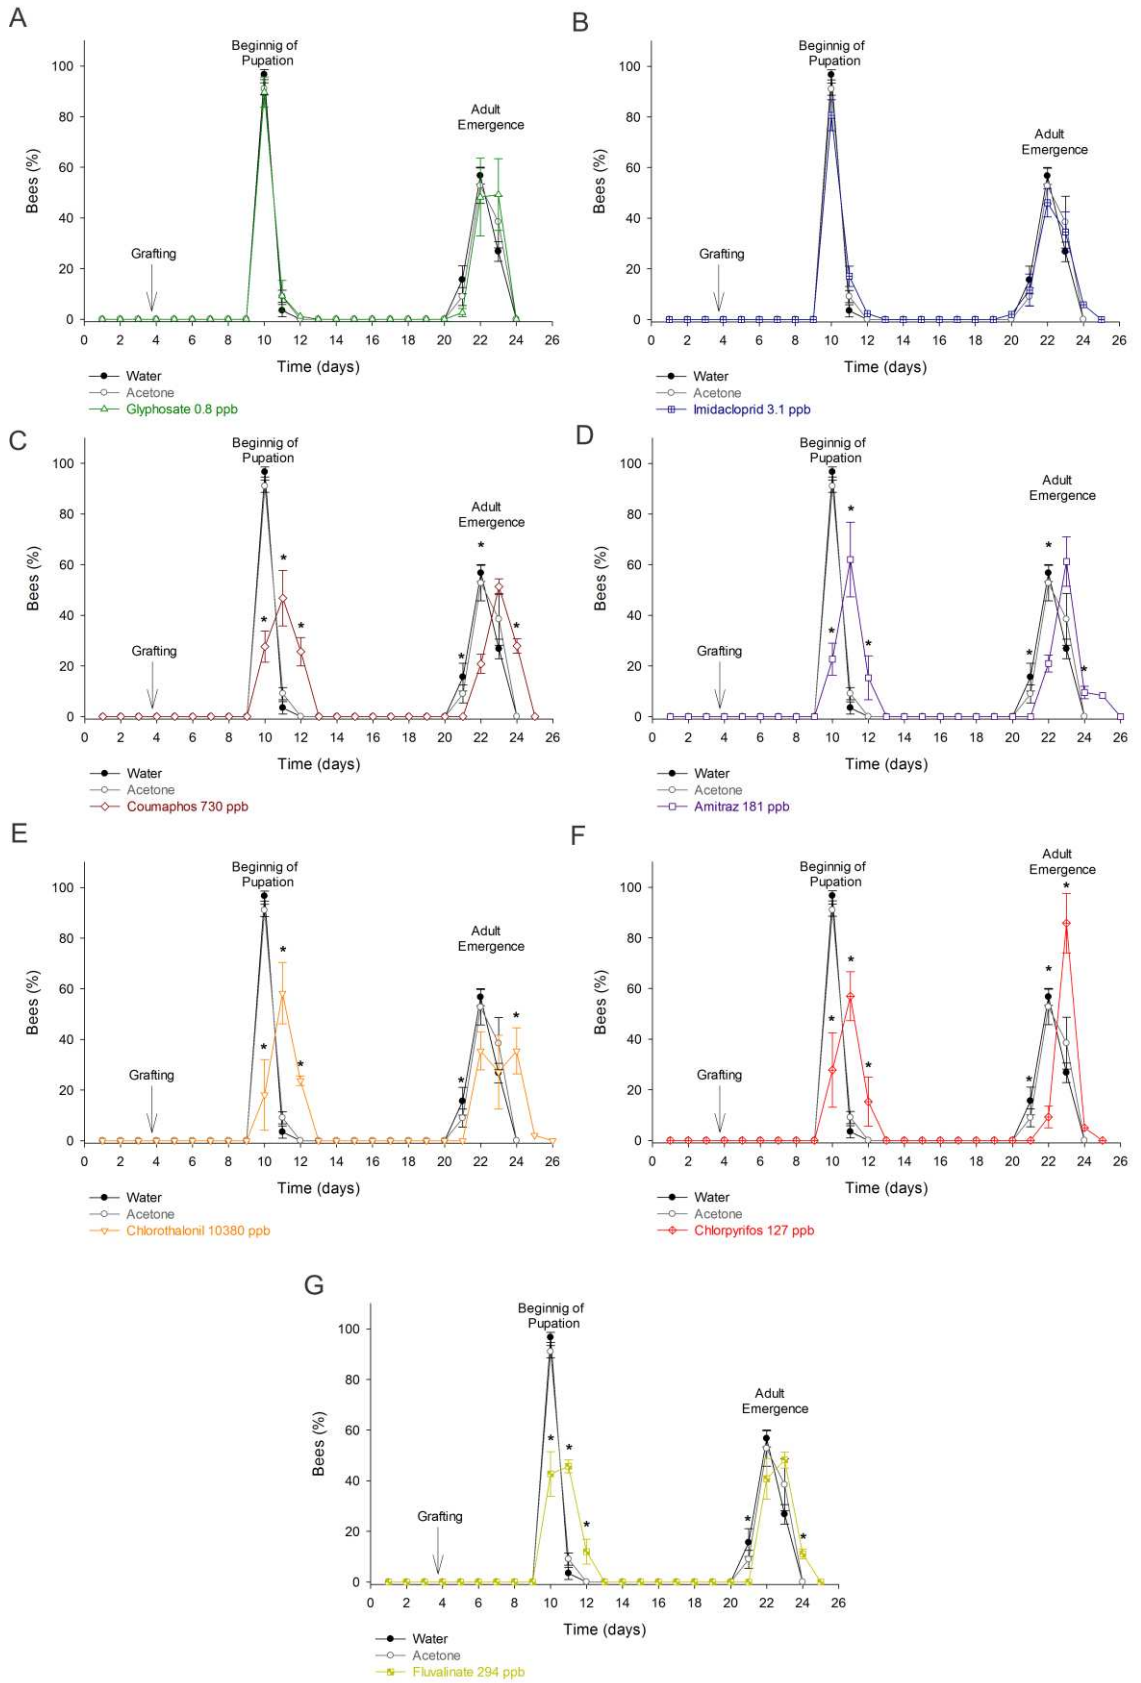 A
Beginnig of
Pupation
Adult
Emergence
Grafting
Bees (%)
100
80
60
40
20
0
0 2 4 6 8 10 12 14 16 18 20 22 24 26
Time (days)
Water
Acetone
Glyphosate 0.8 ppb
B
Beginnig of
Pupation
Adult
Emergence
Grafting
Bees (%)
100
80
60
40
20
0
0 2 4 6 8 10 12 14 16 18 20 22 24 26
Time (days)
Water
Acetone
Imidacloprid 3.1 ppb
C
Beginnig of
Pupation
Adult
Emergence
* * * * * *
Grafting
Bees (%)
100
80
60
40
20
0
0 2 4 6 8 10 12 14 16 18 20 22 24 26
Time (days)
Water
Acetone
Coumaphos 730 ppb
D
Beginnig of
Pupation
Adult
Emergence
* * * * * *
Grafting
Bees (%)
100
80
60
40
20
0
0 2 4 6 8 10 12 14 16 18 20 22 24 26
Time (days)
Water
Acetone
Amitraz 181 ppb
E
Beginnig of
Pupation
Adult
Emergence
* * * * *
Grafting
Bees (%)
100
80
60
40
20
0
0 2 4 6 8 10 12 14 16 18 20 22 24 26
Time (days)
Water
Acetone
Chlorothalonil 10380 ppb
F
Beginnig of
Pupation
Adult
Emergence
* * * * * *
Grafting
Bees (%)
100
80
60
40
20
0
0 2 4 6 8 10 12 14 16 18 20 22 24 26
Time (days)
Water
Acetone
Chlorpyrifos 127 ppb
G
Beginnig of
Pupation
Adult
Emergence
* * * * *
Grafting
Bees (%)
100
80
60
40
20
0
0 2 4 6 8 10 12 14 16 18 20 22 24 26
Time (days)
Water
Acetone
Fluvalinate 294 ppb